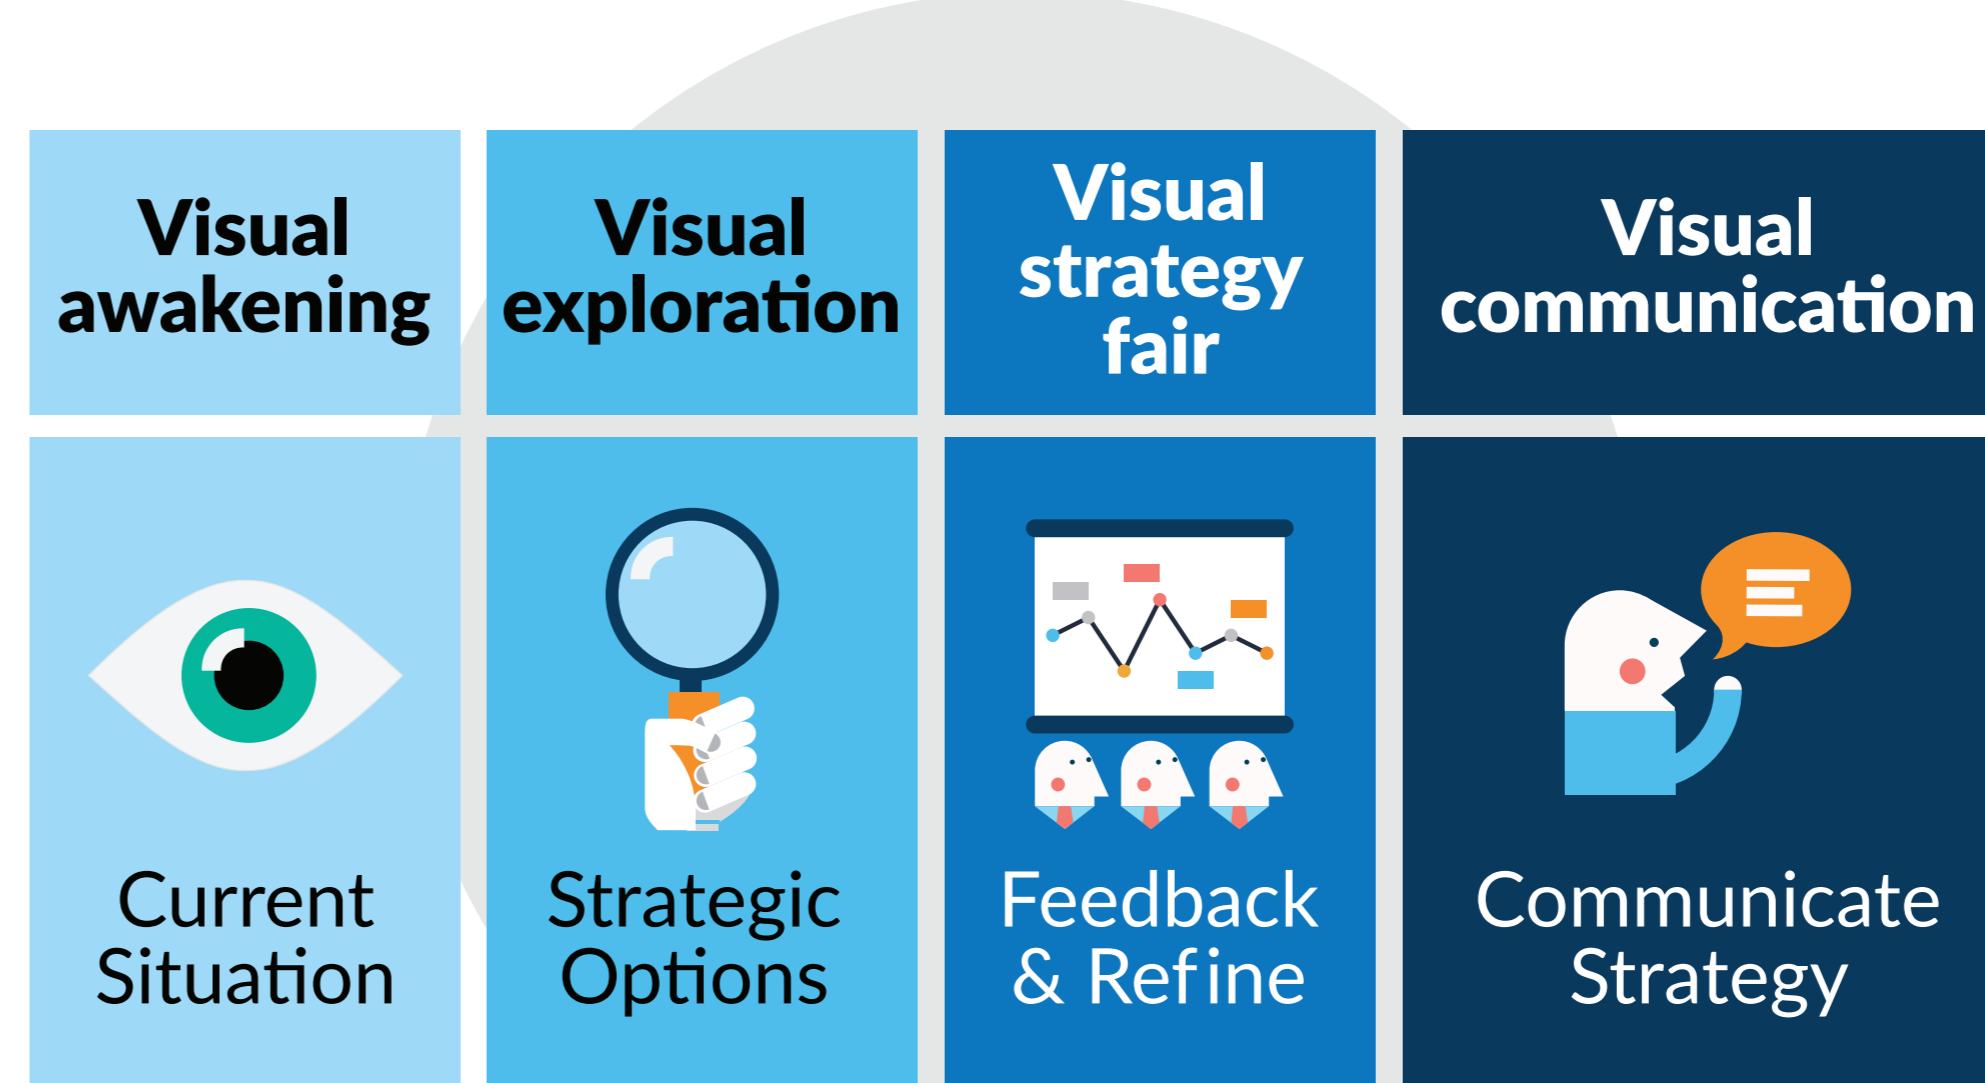 Visual
awakening
Visual
exploration
Visual
strategy
fair
Visual
communication
Current
Situation
Strategic
Options
Feedback
& Refine
Communicate
Strategy